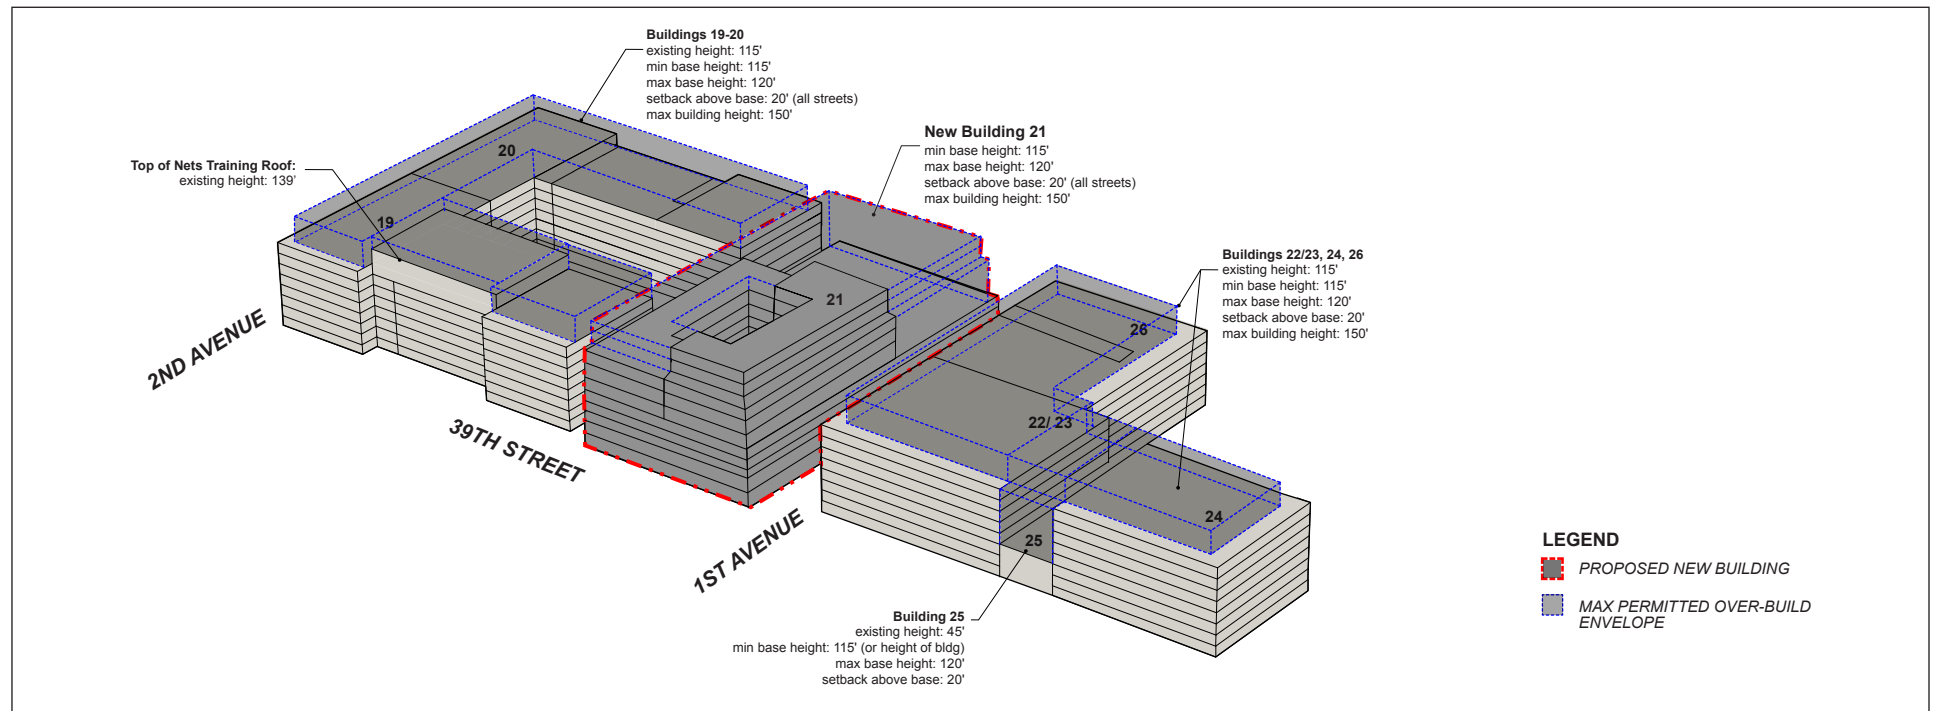 Buildings 19-20
existing height: 115'
min base height: 115'
max base height: 120'
setback above base: 20' (all streets)
max building height: 150'
New Building 21
min base height: 115'
max base height: 120'
setback above base: 20' (all streets)
max building height: 150'
Top of Nets Training Roof:
existing height: 139'
Buildings 22/23, 24, 26
existing height: 115'
min base height: 115'
max base height: 120'
setback above base: 20'
max building height: 150'
20
19
21
26
22/ 23
24
25
2ND AVENUE
39TH STREET
1ST AVENUE
Building 25
existing height: 45'
min base height: 115' (or height of bldg)
max base height: 120'
setback above base: 20'
LEGEND
PROPOSED NEW BUILDING
MAX PERMITTED OVER-BUILD
ENVELOPE